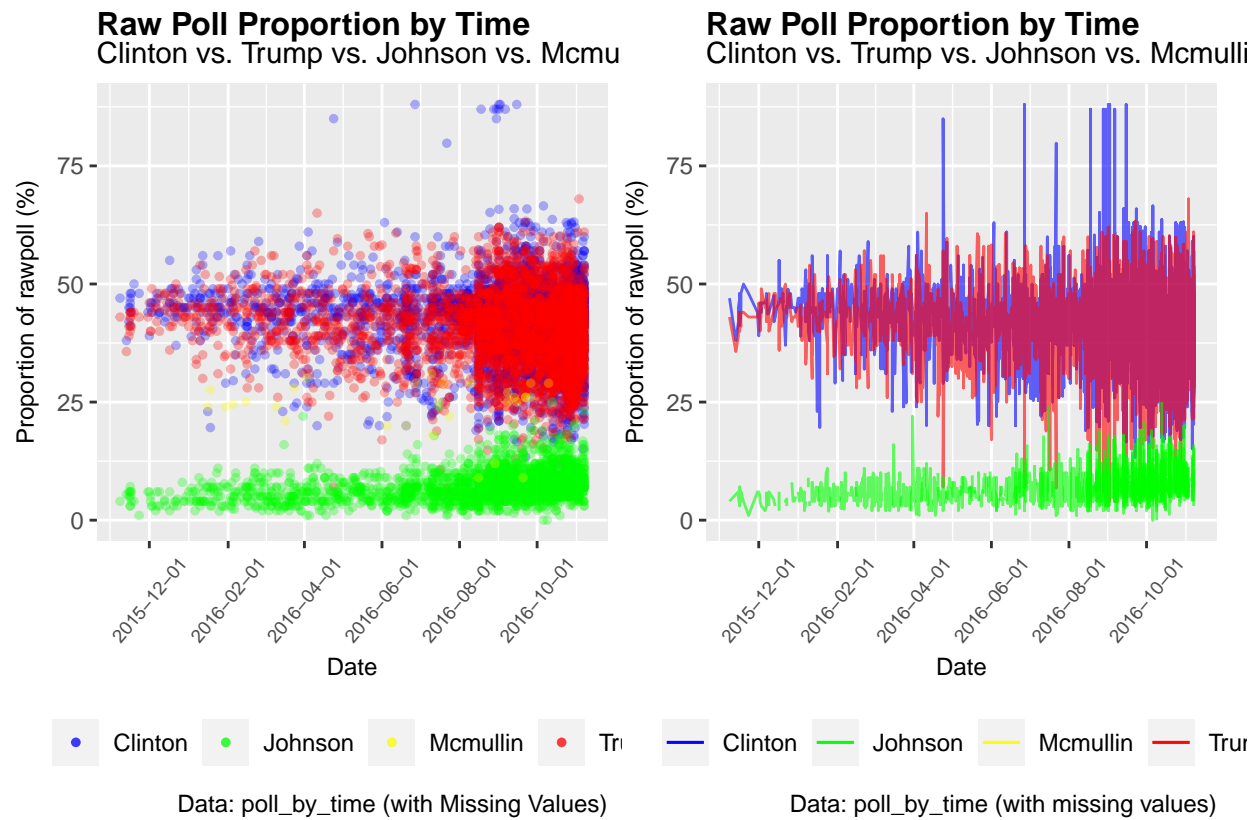 Raw Poll Proportion by Time
Clinton vs. Trump vs. Johnson vs. Mcmu
Proportion of rawpoll (%)
75
50
25
0
2015−12−01
2016−02−01
2016−04−01
2016−06−01
2016−08−01
2016−10−01
Date
Clinton
Johnson
Mcmullin
Tru
Data: poll_by_time (with Missing Values)
Raw Poll Proportion by Time
Clinton vs. Trump vs. Johnson vs. Mcmulli
Proportion of rawpoll (%)
75
50
25
0
2015−12−01
2016−02−01
2016−04−01
2016−06−01
2016−08−01
2016−10−01
Date
Clinton
Johnson
Mcmullin
Trum
Data: poll_by_time (with missing values)